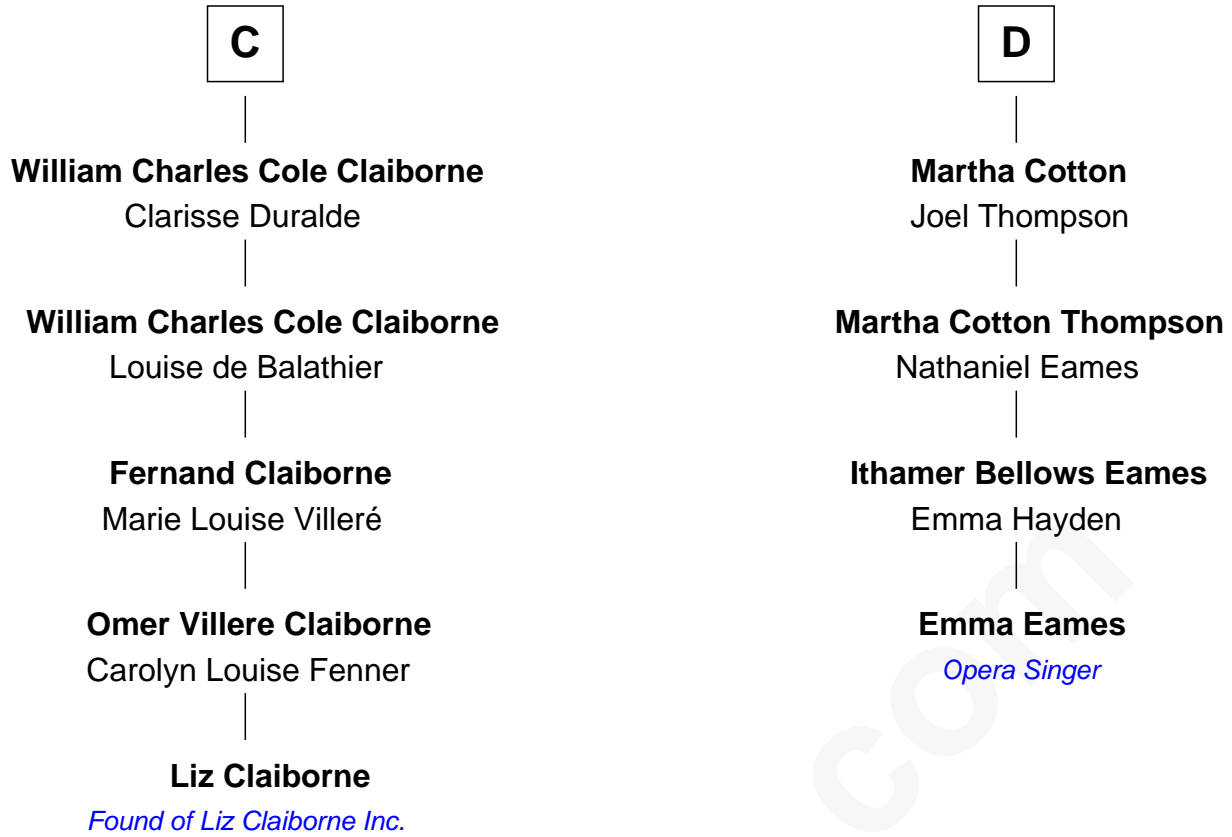 C
William Charles Cole Claiborne
Clarisse Duralde
William Charles Cole Claiborne
Louise de Balathier
Fernand Claiborne
Marie Louise Villeré
Omer Villere Claiborne
Carolyn Louise Fenner
Liz Claiborne
Found of Liz Claiborne Inc.
D
Martha Cotton
Joel Thompson
Martha Cotton Thompson
Nathaniel Eames
Ithamer Bellows Eames
Emma Hayden
Emma Eames
Opera Singer
com